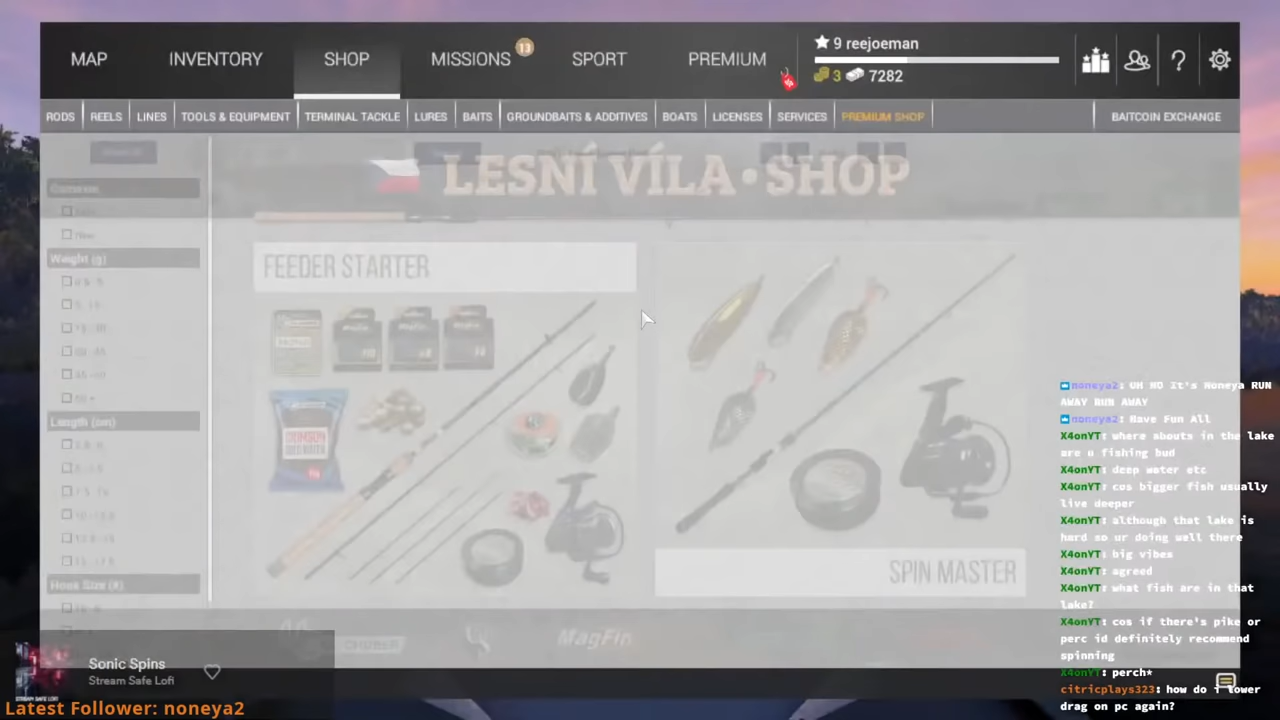 MAP
INVENTORY
SHOP
MISSIONS
13
SPORT
PREMIUM
9 reejoeman
3 7282
RODS
REELS
LINES
TOOLS & EQUIPMENT
TERMINAL TACKLE
LURES
BAITS
GROUNDBAITS & ADDITIVES
BOATS
LICENSES
SERVICES
PREMIUM SHOP
BAITCOIN EXCHANGE
LESNÍ VÍLA • SHOP
Weight (g)
Length (cm)
Hook Size (#)
FEEDER STARTER
SPIN MASTER
MagFin
noneya2: OH NO It's Noneya RUN
AWAY RUN AWAY
noneya2: Have Fun All
X4onYT: where abouts in the lake
are u fishing bud
X4onYT: deep water etc
X4onYT: cos bigger fish usually
live deeper
X4onYT: although that lake is
hard so ur doing well there
X4onYT: big vibes
X4onYT: agreed
X4onYT: what fish are in that
lake?
X4onYT: cos if there's pike or
perc id definitely recommend
spinning
X4onYT: perch*
citricplays323: how do i lower
drag on pc again?
Sonic Spins
Stream Safe Lofi
Latest Follower: noneya2